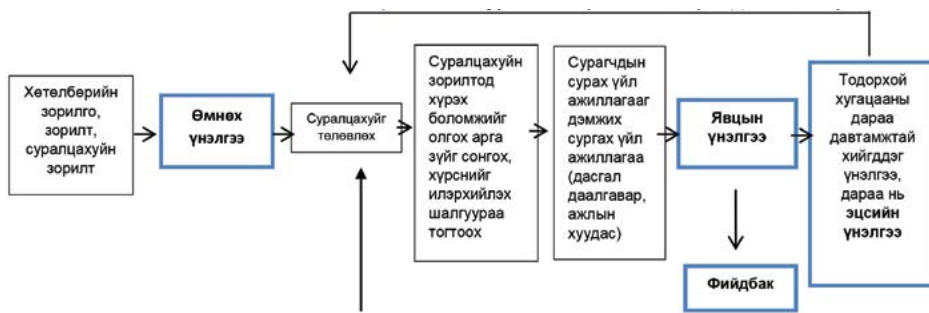 Хөтөлбөрийн
зорилго,
зорилт,
суралцахуйн
зорилт
Өмнөх
үнэлгээ
Суралцахуйг
төлөвлөх
Суралцахуйн
зорилтод
хүрэх
боломжийг
олгох арга
зүйг сонгох,
хүрснийг
илэрхийлэх
шалгуураа
тогтоох
Сурагчдын
сурах үйл
ажиллагааг
дэмжих
сургах үйл
ажиллагаа
(дасгал
даалгавар,
ажлын
хуудас)
Явцын
үнэлгээ
Фийдбак
Тодорхой
хугацааны
дараа
давтамжтай
хийгддэг
үнэлгээ,
дараа нь
эцсийн
үнэлгээ